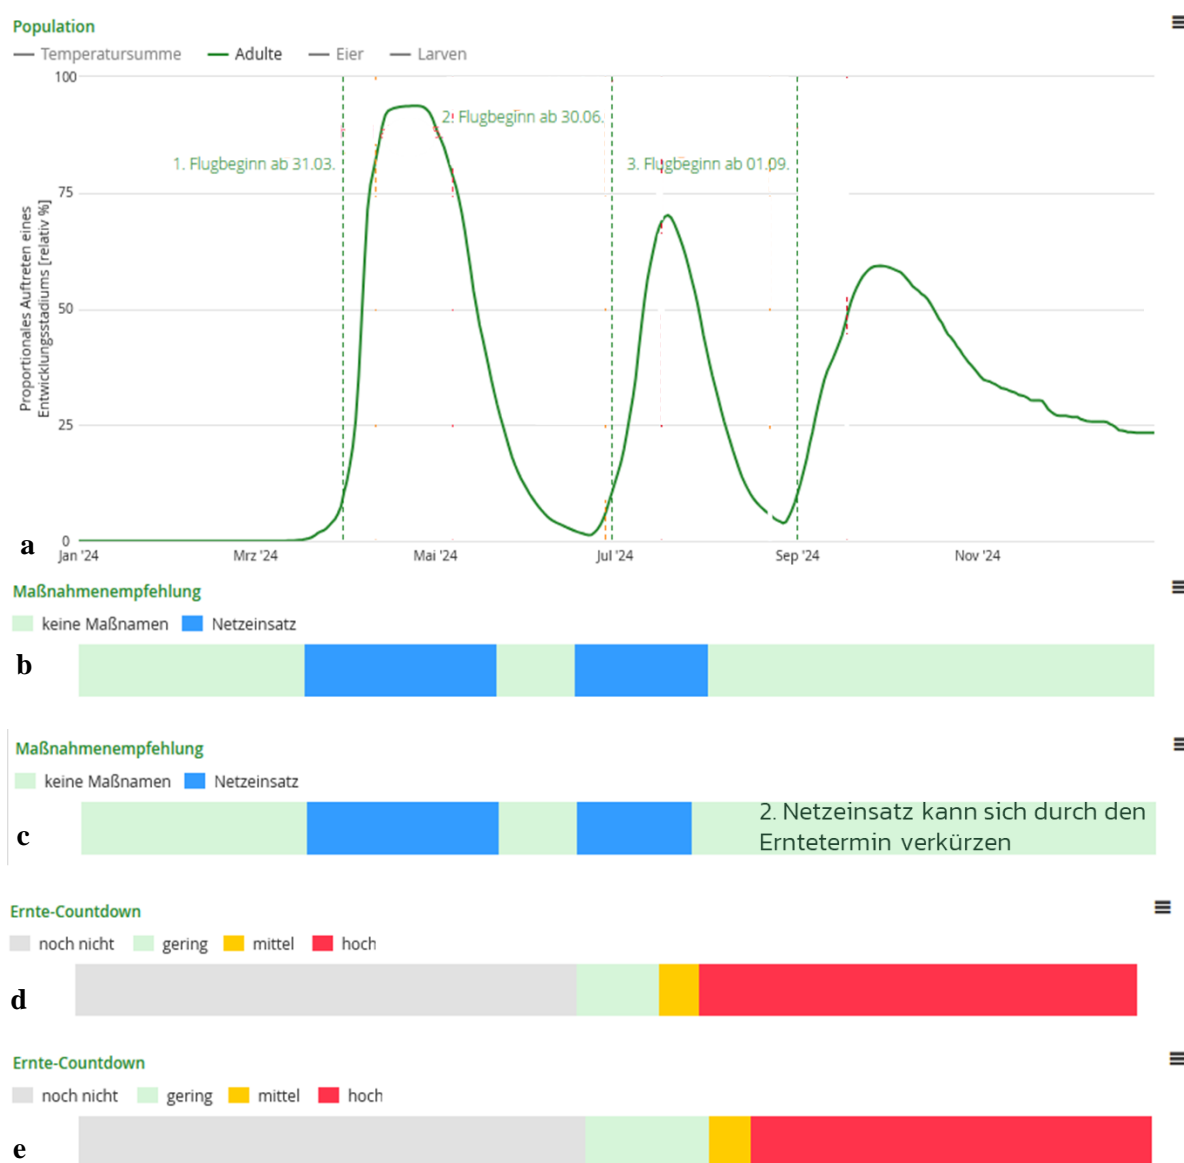 Population
Temperatursumme Adulte Eier Larven
100
2. Flugbeginn ab 30.06.
1. Flugbeginn ab 31.03.
3. Flugbeginn ab 01.09.
75
Proportionales Auftreten eines
Entwicklungsstadiums [relativ %]
50
25
0
a
Jan '24 Mrz '24 Mai '24 Jul '24 Sep '24 Nov '24
Maßnahmenempfehlung
keine Maßnamen Netzeinsatz
b
Maßnahmenempfehlung
keine Maßnamen Netzeinsatz
2. Netzeinsatz kann sich durch den
Erntetermin verkürzen
c
Ernte-Countdown
noch nicht gering mittel hoch
d
Ernte-Countdown
noch nicht gering mittel hoch
e